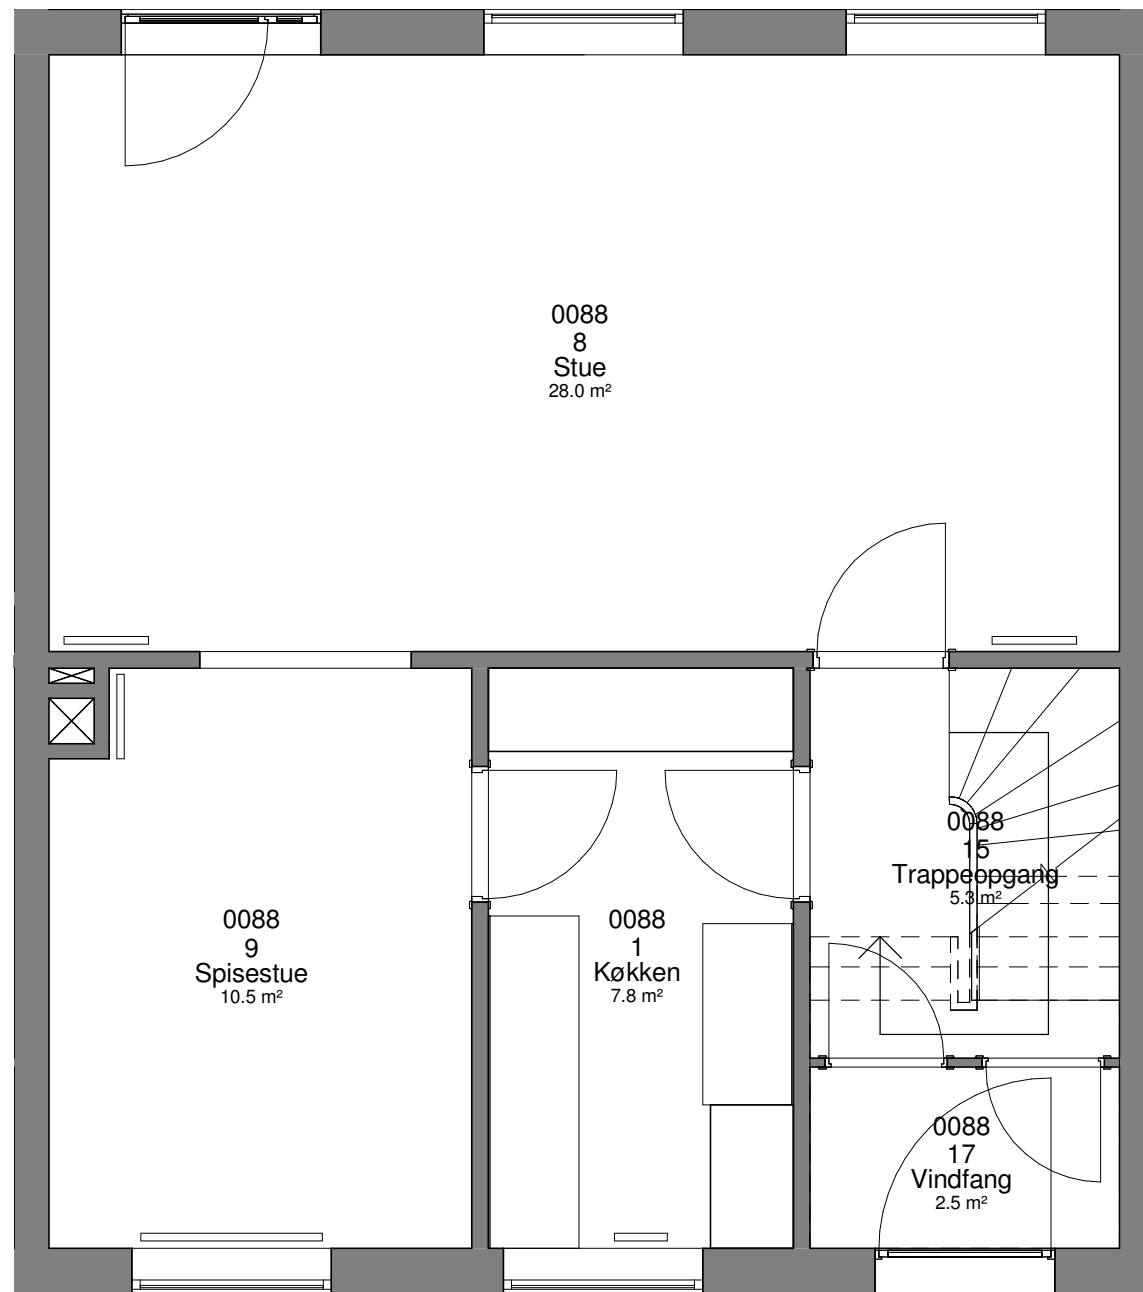 0088
8
Stue
28.0 m²
0088
15
Trappeopgang
5.3 m²
0088
9
Spisestue
10.5 m²
0088
1
Køkken
7.8 m²
0088
17
Vindfang
2.5 m²